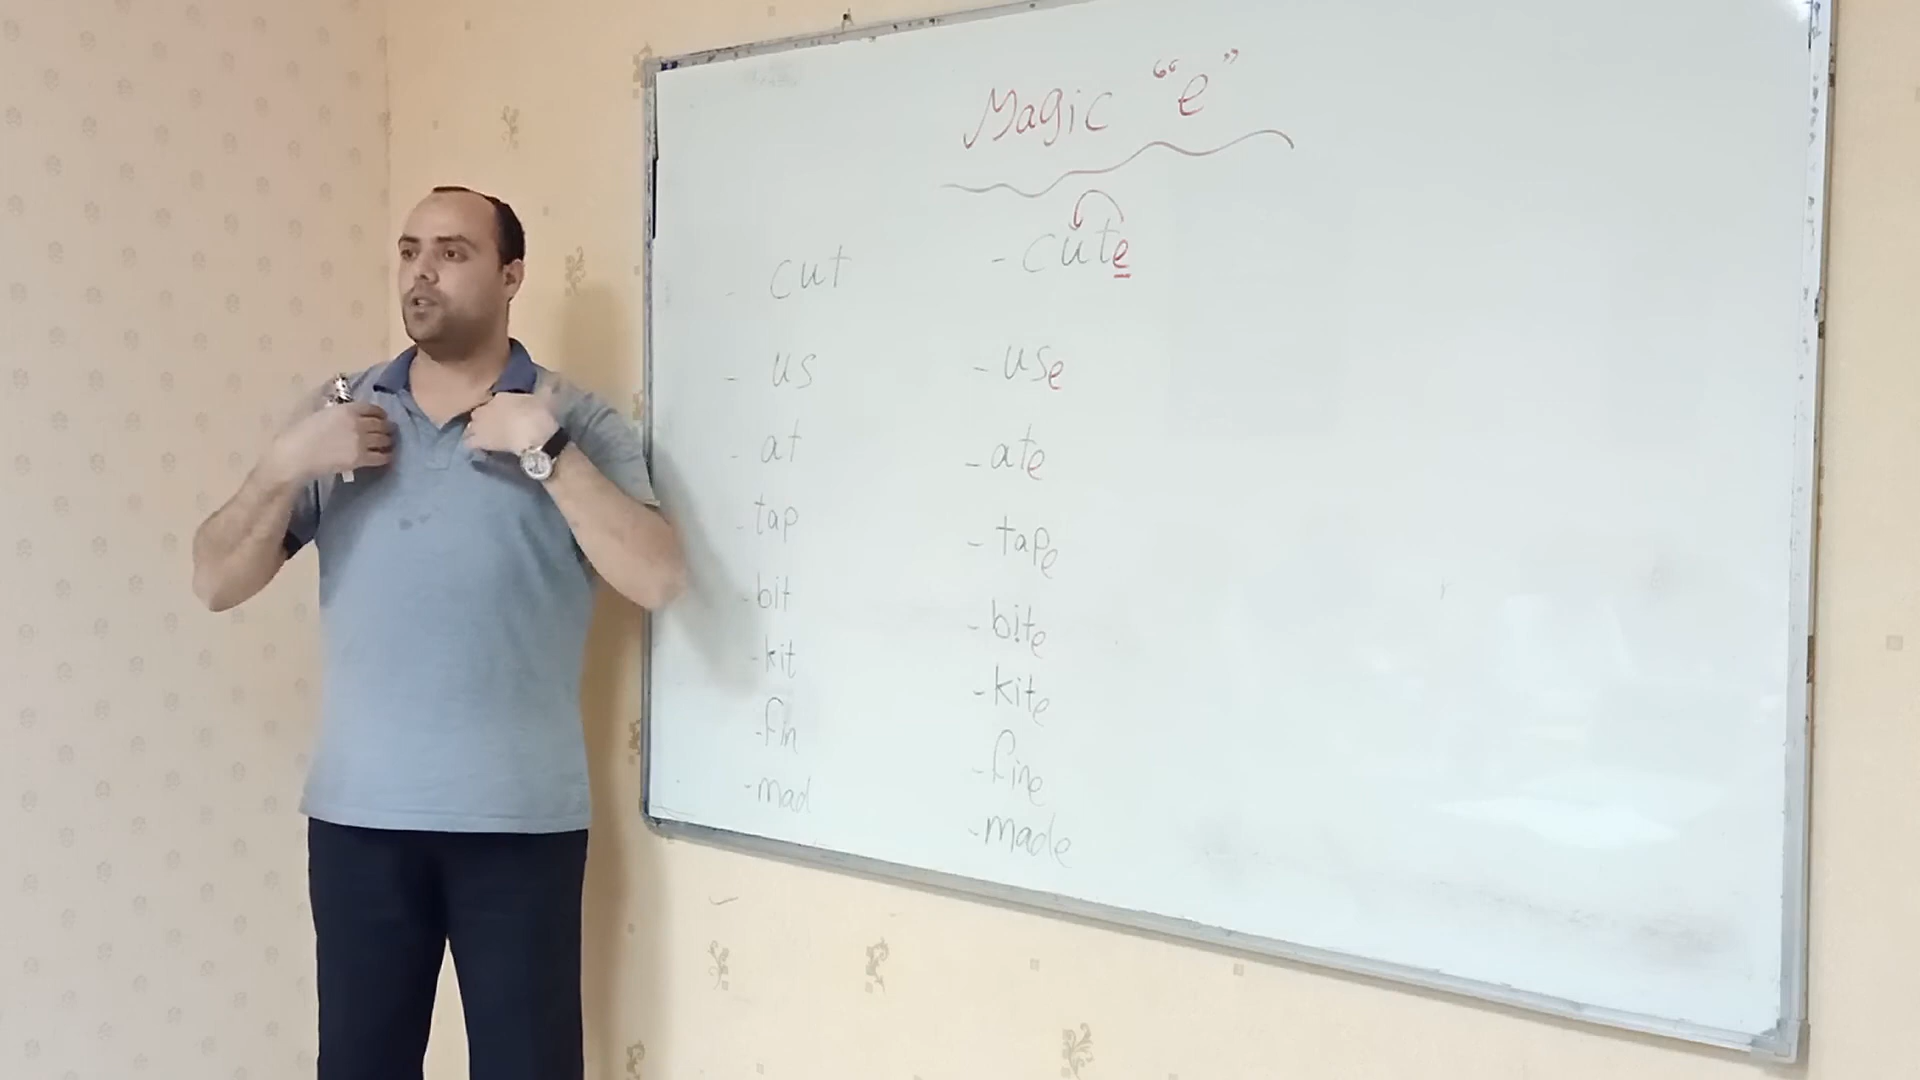 Magic “e”
- cut - cute
- us - use
- at - ate
- tap - tape
- bit - bite
- kit - kite
- fin - fine
- mad - made